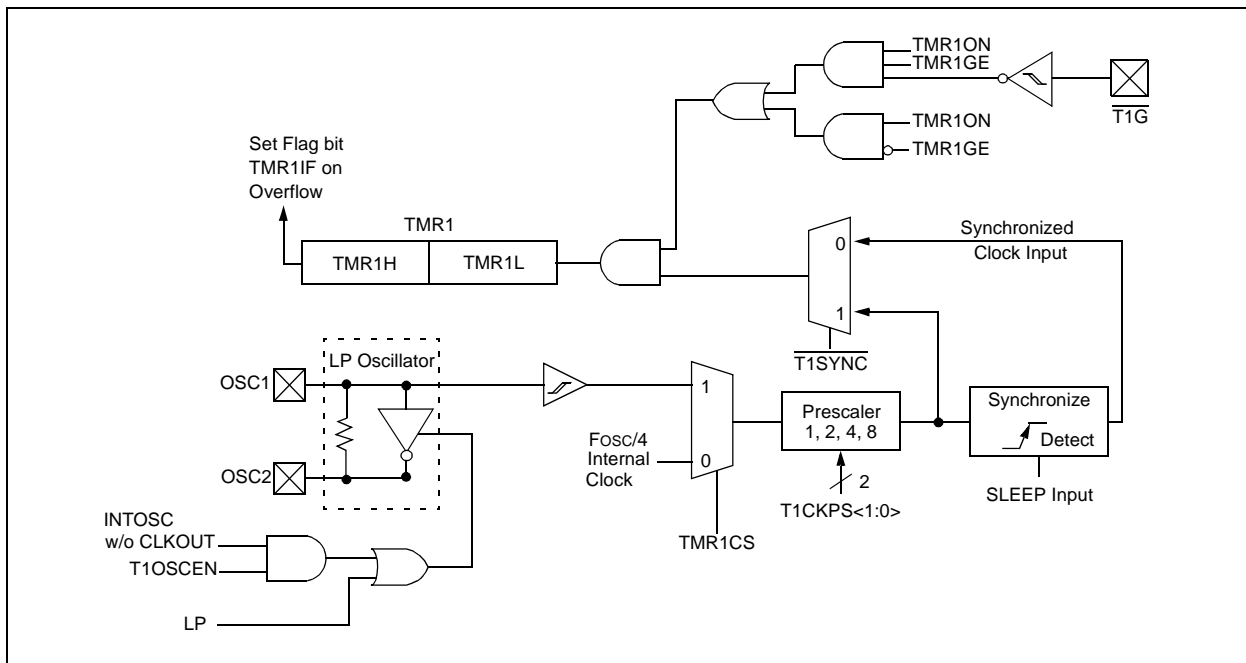 TMR1ON
TMR1GE
T1G
TMR1ON
TMR1GE
Set Flag bit
TMR1IF on
Overflow
TMR1
TMR1H
TMR1L
0
Synchronized
Clock Input
1
T1SYNC
LP Oscillator
OSC1
OSC2
1
FOSC/4
Internal
Clock
0
TMR1CS
Prescaler
1, 2, 4, 8
2
T1CKPS<1:0>
Synchronize
Detect
SLEEP Input
INTOSC
w/o CLKOUT
T1OSCEN
LP